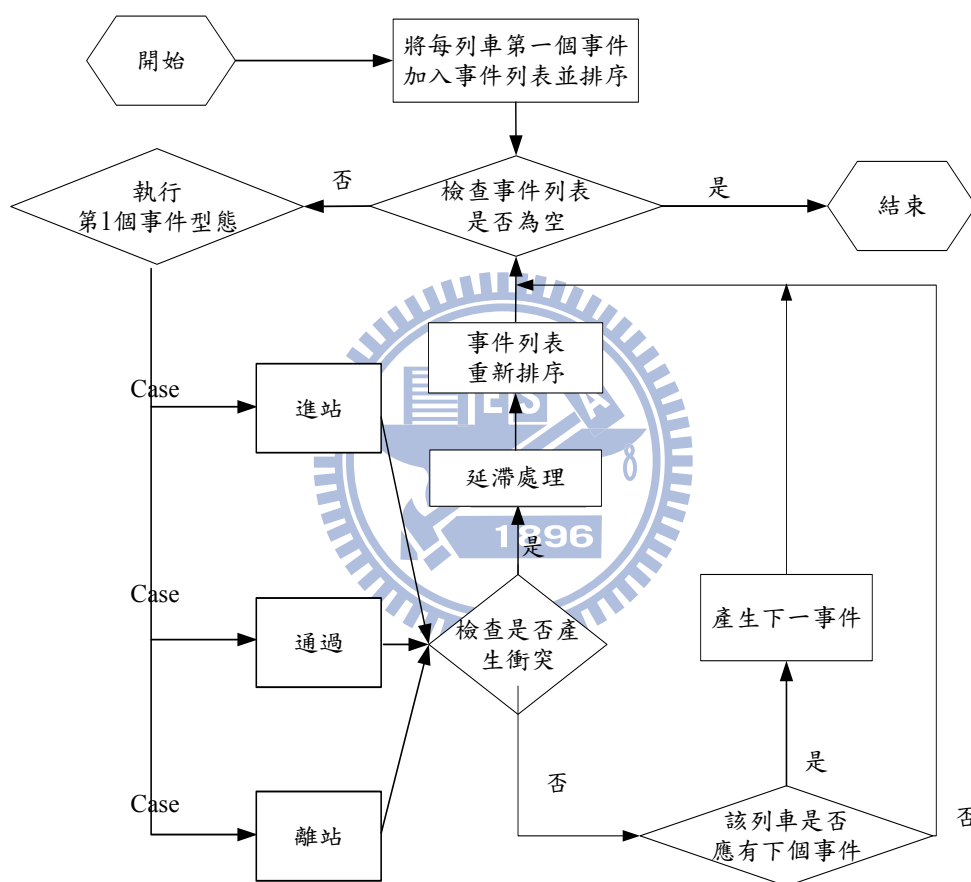 開始
將每列車第一個事件
加入事件列表並排序
執行
第1個事件型態
否
檢查事件列表
是否為空
是
結束
事件列表
重新排序
Case
進站
E S A
延滯處理
1896
是
Case
通過
檢查是否產
生衝突
產生下一事件
Case
離站
否
是
該列車是否
應有下個事件
否